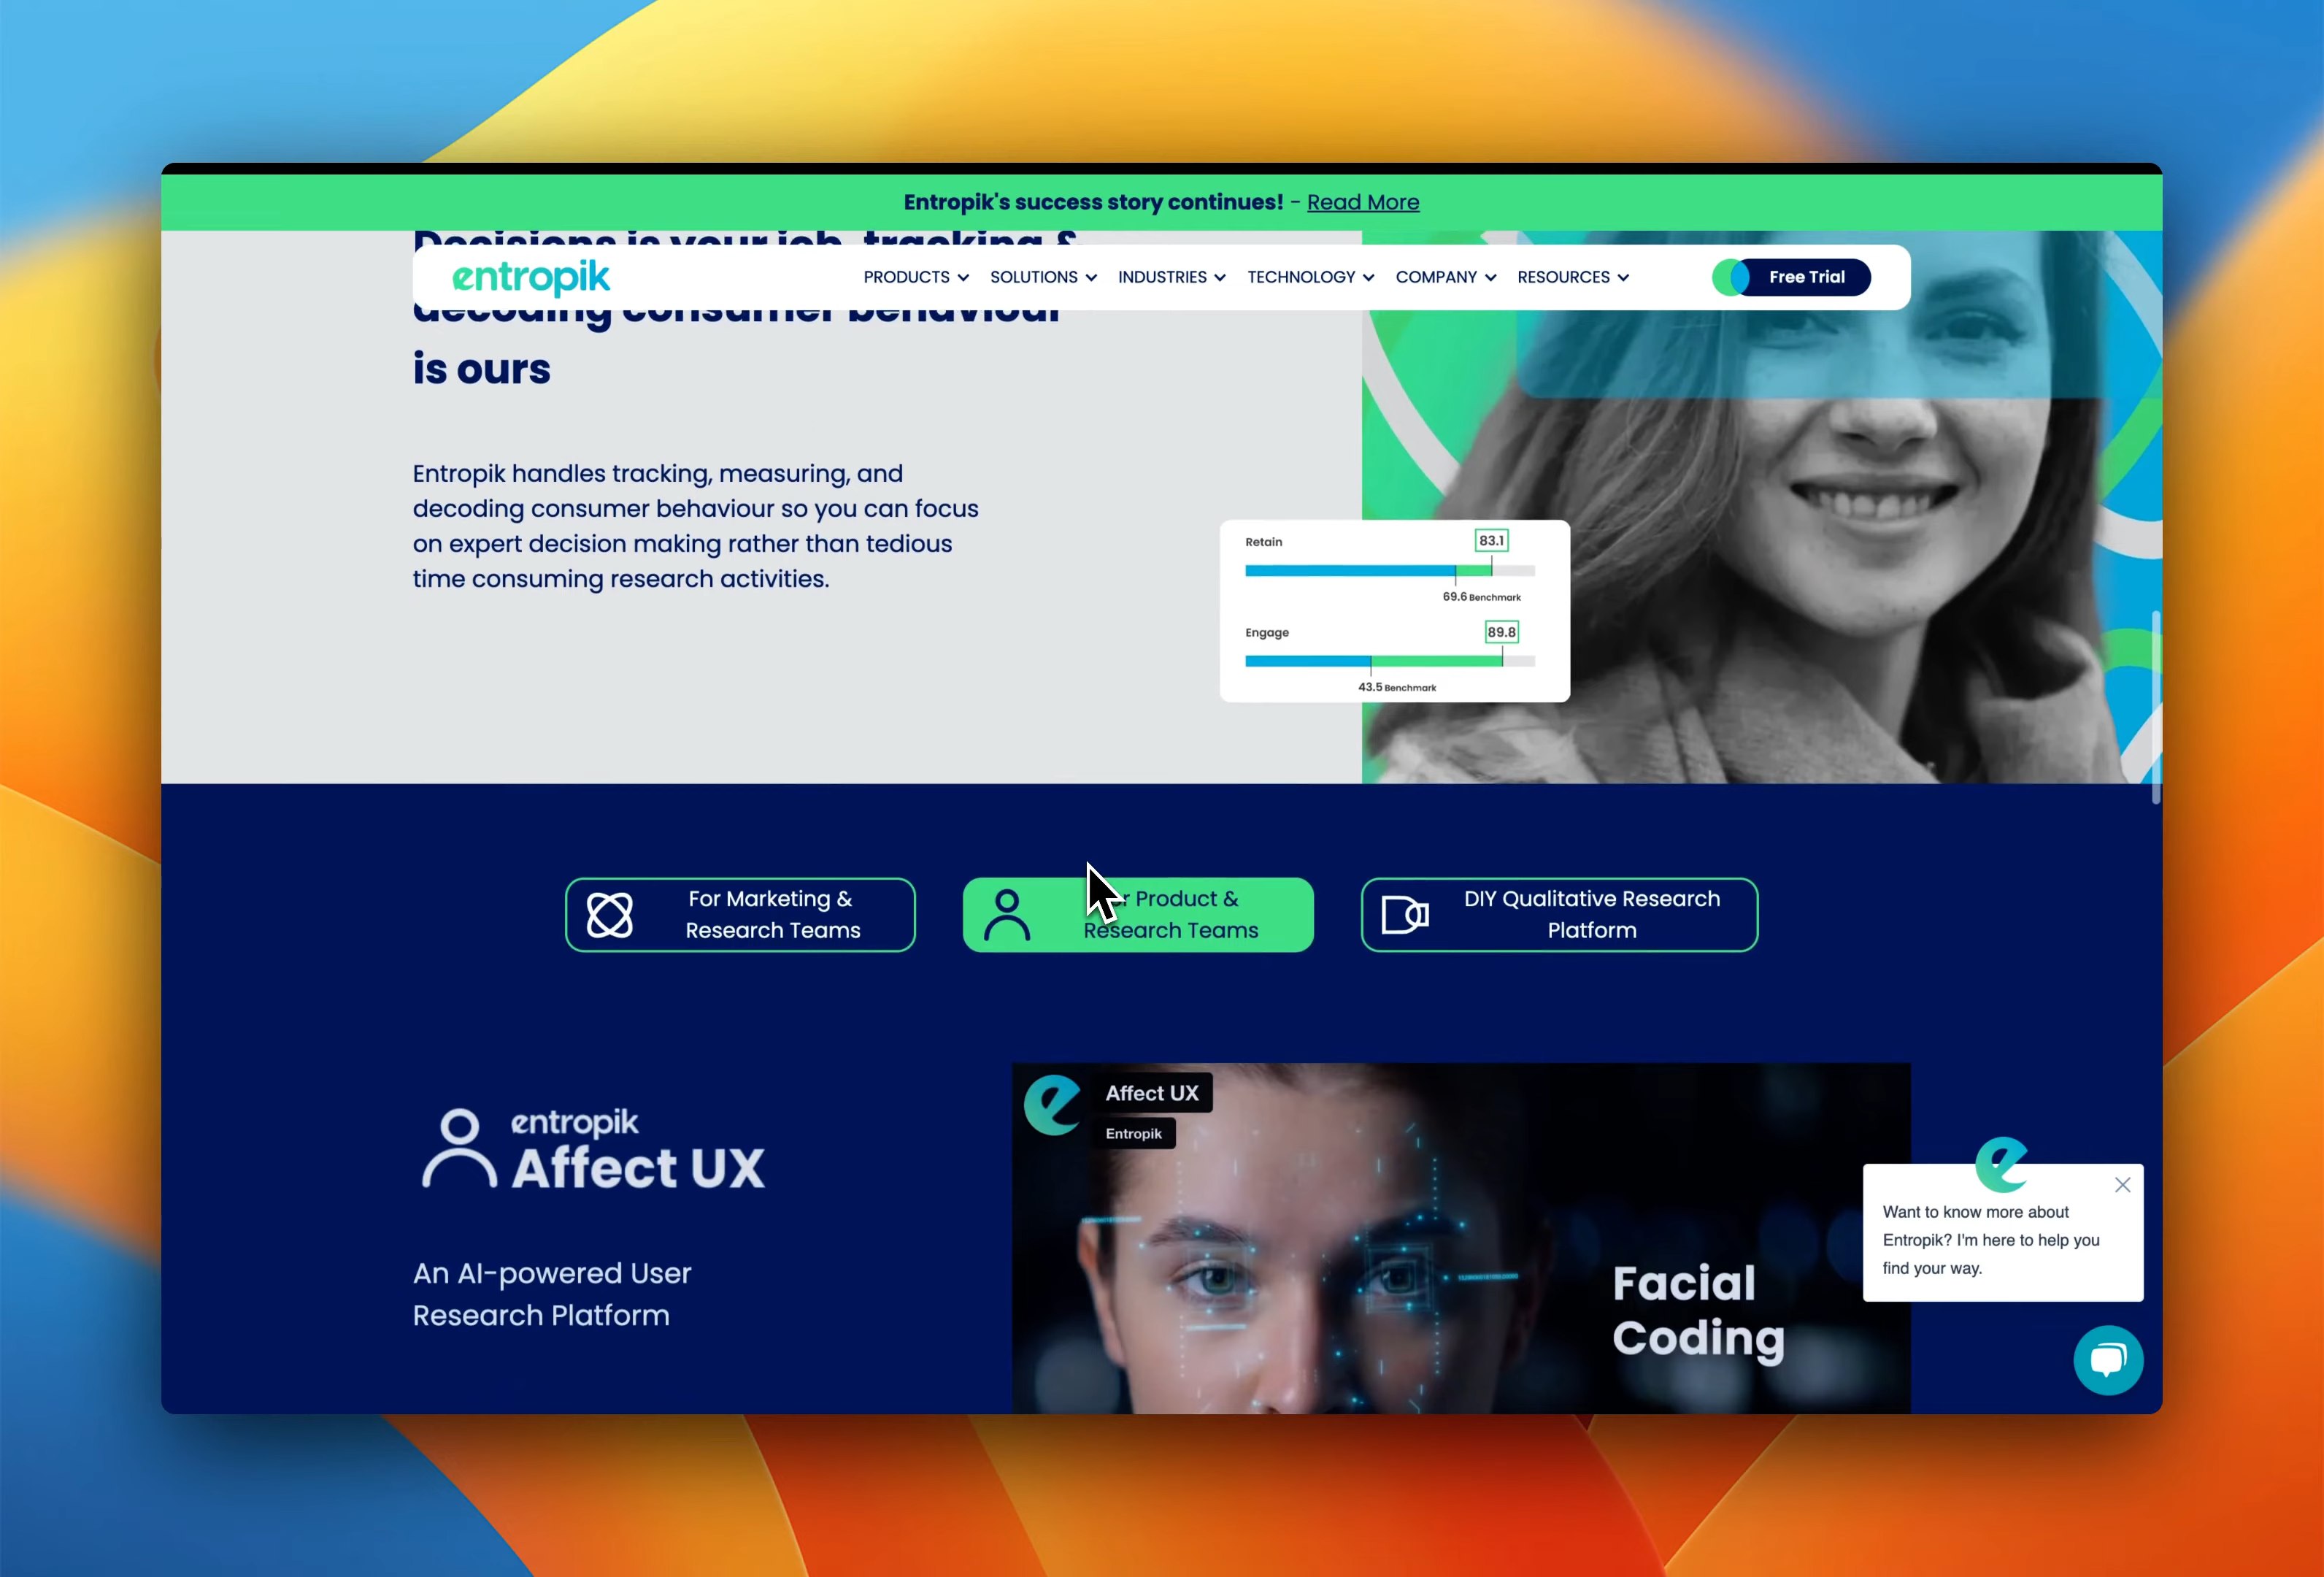 Entropik's success story continues! - Read More
Decisions is your job, tracking &
entropik
PRODUCTS
SOLUTIONS
INDUSTRIES
TECHNOLOGY
COMPANY
RESOURCES
Free Trial
decoding consumer behaviour
is ours
Entropik handles tracking, measuring, and
decoding consumer behaviour so you can focus
on expert decision making rather than tedious
time consuming research activities.
Retain
83.1
69.6 Benchmark
Engage
89.8
43.5 Benchmark
For Marketing &
Research Teams
Product &
Research Teams
DIY Qualitative Research
Platform
entropik
Affect UX
An AI-powered User
Research Platform
Affect UX
Entropik
Facial
Coding
Want to know more about
Entropik? I'm here to help you
find your way.